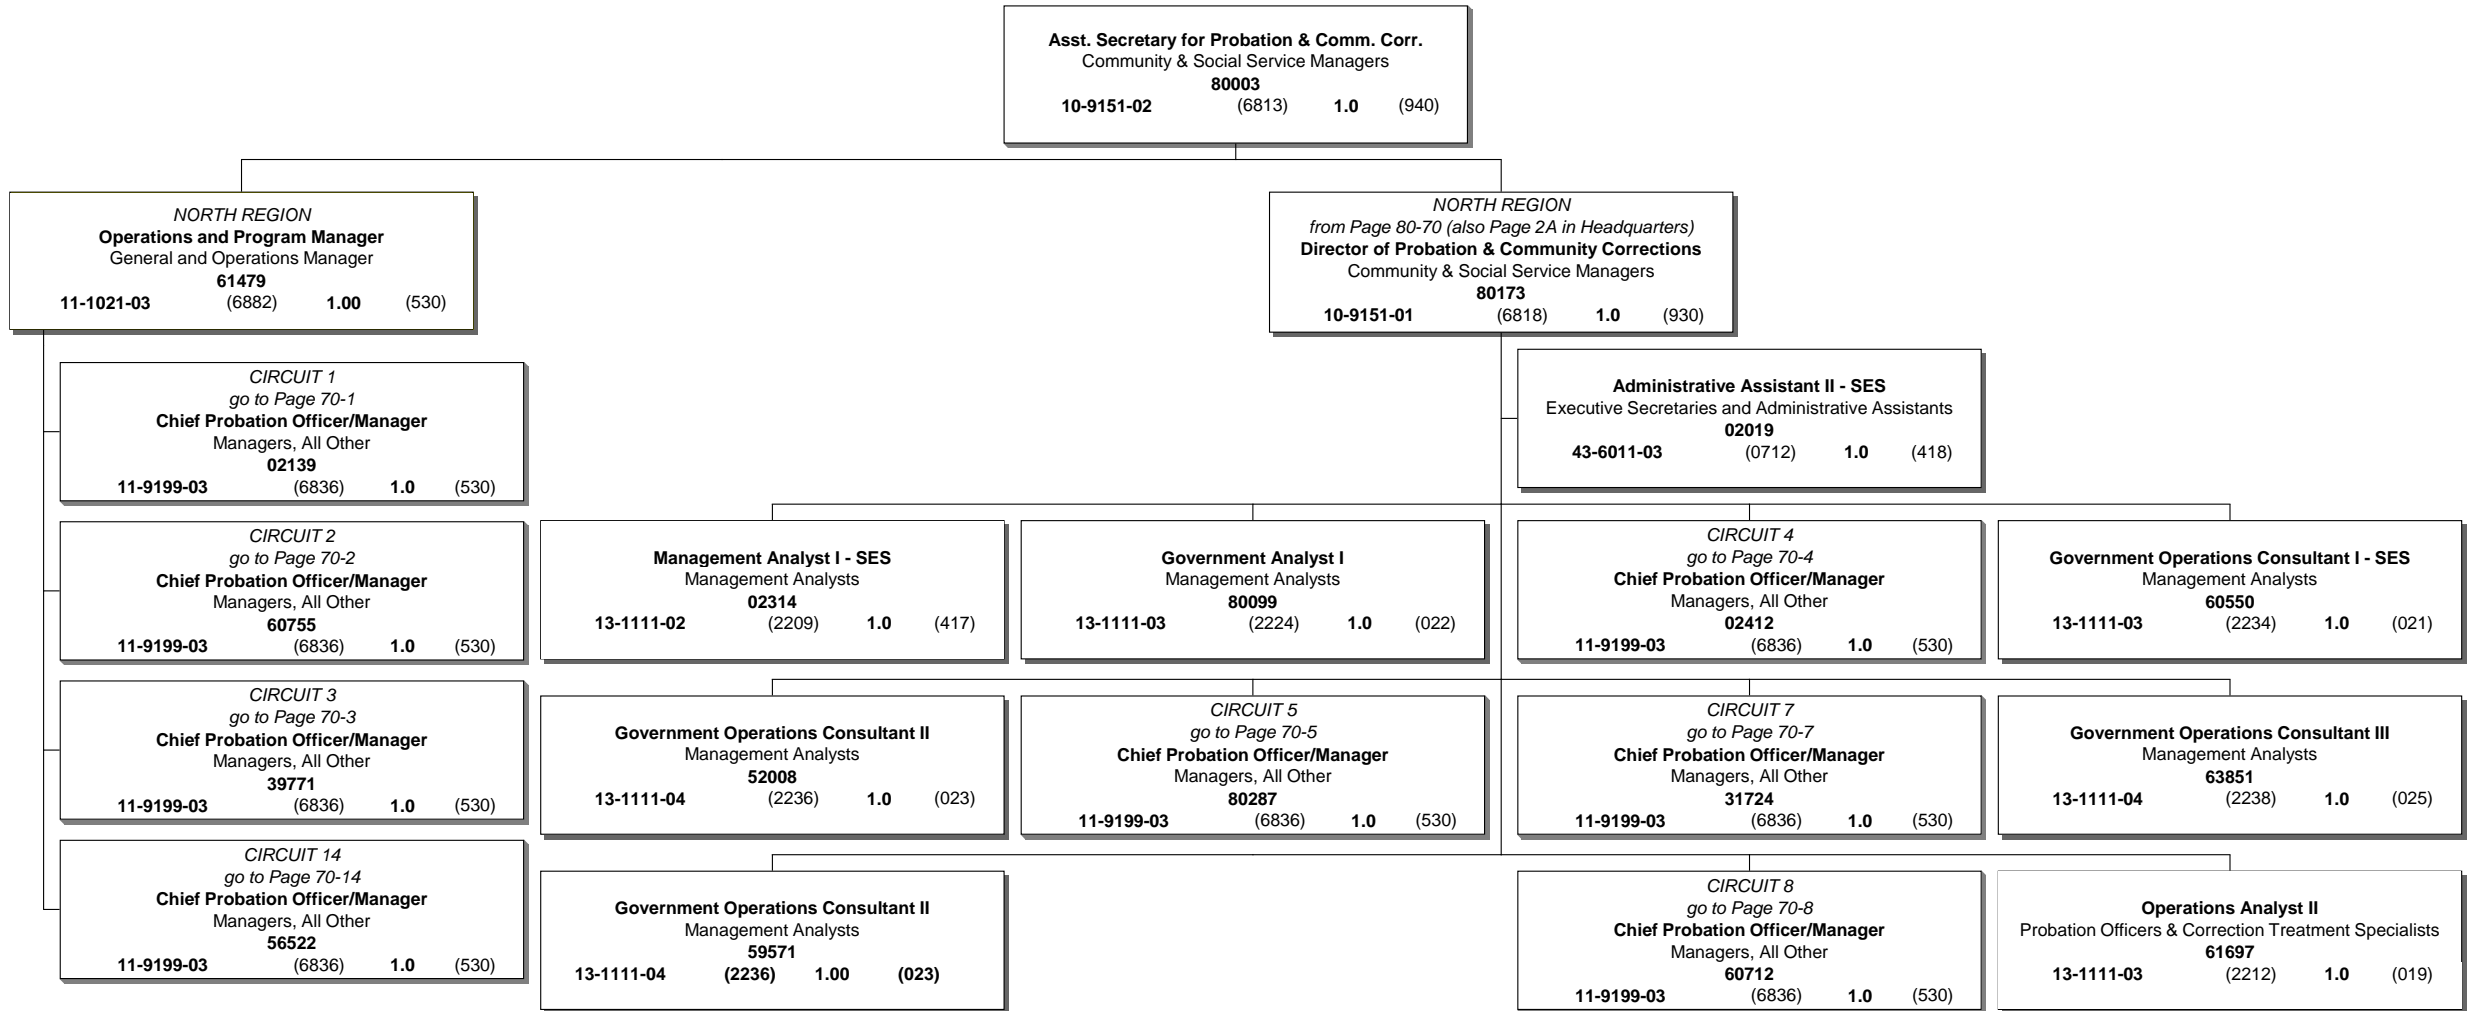 Asst. Secretary for Probation & Comm. Corr.
Community & Social Service Managers
80003
10-9151-02 (6813) 1.0 (940)
NORTH REGION
Operations and Program Manager
General and Operations Manager
61479
11-1021-03 (6882) 1.00 (530)
NORTH REGION
from Page 80-70 (also Page 2A in Headquarters)
Director of Probation & Community Corrections
Community & Social Service Managers
80173
10-9151-01 (6818) 1.0 (930)
CIRCUIT 1
go to Page 70-1
Chief Probation Officer/Manager
Managers, All Other
02139
11-9199-03 (6836) 1.0 (530)
Administrative Assistant II - SES
Executive Secretaries and Administrative Assistants
02019
43-6011-03 (0712) 1.0 (418)
CIRCUIT 2
go to Page 70-2
Chief Probation Officer/Manager
Managers, All Other
60755
11-9199-03 (6836) 1.0 (530)
Management Analyst I - SES
Management Analysts
02314
13-1111-02 (2209) 1.0 (417)
Government Analyst I
Management Analysts
80099
13-1111-03 (2224) 1.0 (022)
CIRCUIT 4
go to Page 70-4
Chief Probation Officer/Manager
Managers, All Other
02412
11-9199-03 (6836) 1.0 (530)
Government Operations Consultant I - SES
Management Analysts
60550
13-1111-03 (2234) 1.0 (021)
CIRCUIT 3
go to Page 70-3
Chief Probation Officer/Manager
Managers, All Other
39771
11-9199-03 (6836) 1.0 (530)
Government Operations Consultant II
Management Analysts
52008
13-1111-04 (2236) 1.0 (023)
CIRCUIT 5
go to Page 70-5
Chief Probation Officer/Manager
Managers, All Other
80287
11-9199-03 (6836) 1.0 (530)
CIRCUIT 7
go to Page 70-7
Chief Probation Officer/Manager
Managers, All Other
31724
11-9199-03 (6836) 1.0 (530)
Government Operations Consultant III
Management Analysts
63851
13-1111-04 (2238) 1.0 (025)
CIRCUIT 14
go to Page 70-14
Chief Probation Officer/Manager
Managers, All Other
56522
11-9199-03 (6836) 1.0 (530)
Government Operations Consultant II
Management Analysts
59571
13-1111-04 (2236) 1.00 (023)
CIRCUIT 8
go to Page 70-8
Chief Probation Officer/Manager
Managers, All Other
60712
11-9199-03 (6836) 1.0 (530)
Operations Analyst II
Probation Officers & Correction Treatment Specialists
61697
13-1111-03 (2212) 1.0 (019)